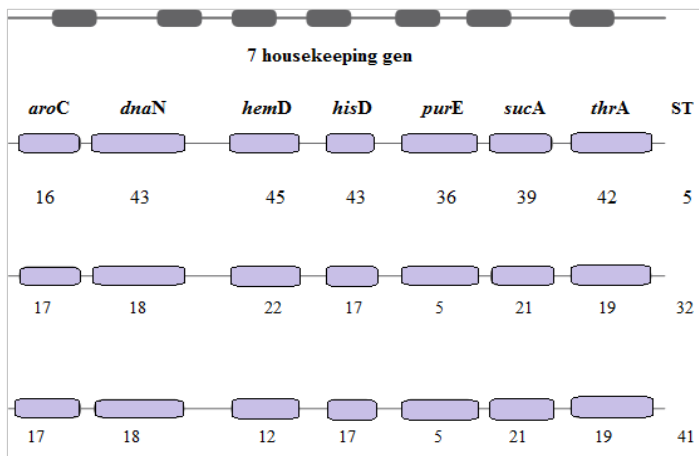 7 housekeeping gen
aroC dnaN hemD hisD purE sucA thrA ST
16 43 45 43 36 39 42 5
17 18 22 17 5 21 19 32
17 18 12 17 5 21 19 41